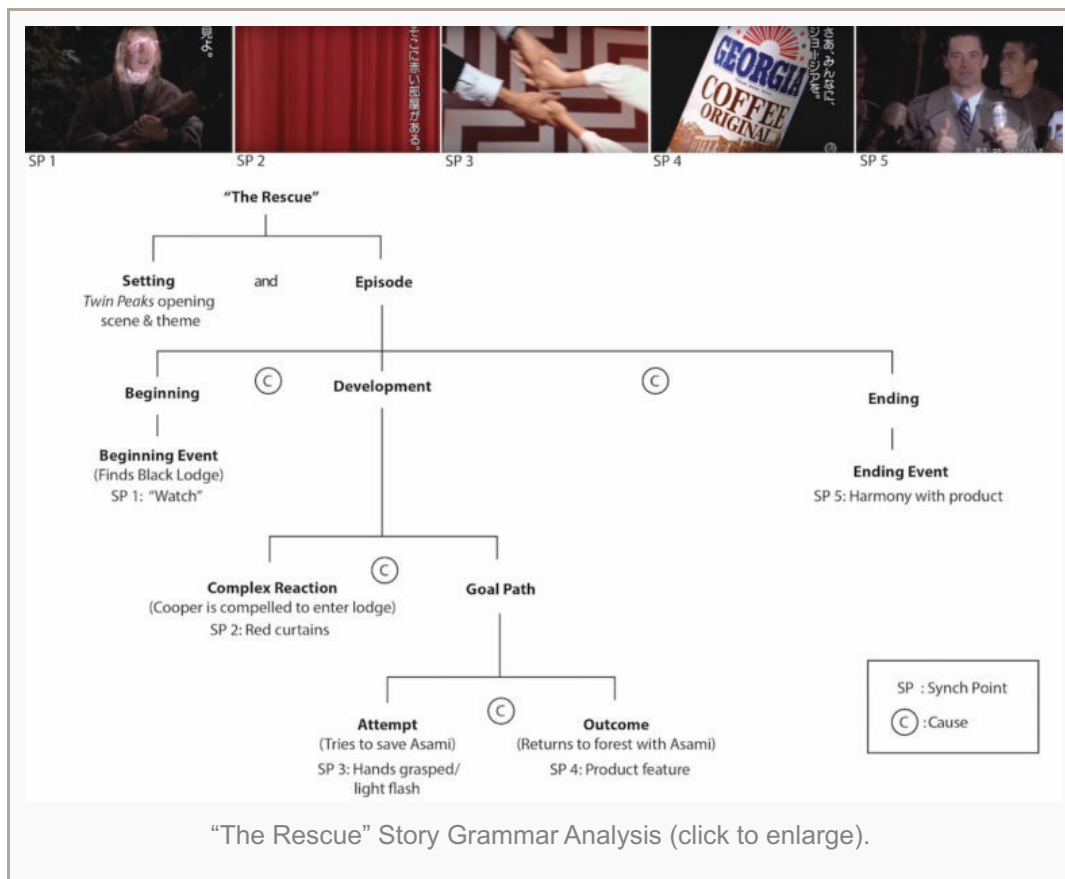 見よ。
そこに赤い部屋がある。
さあ、みんなに、
ジョージアを。
GEORGIA
COFFEE
ORIGINAL
SP 1
SP 2
SP 3
SP 4
SP 5
“The Rescue”
Setting
and
Episode
Twin Peaks opening
scene & theme
Beginning
C
Development
C
Ending
Beginning Event
(Finds Black Lodge)
SP 1: “Watch”
Ending Event
SP 5: Harmony with product
Complex Reaction
(Cooper is compelled to enter lodge)
SP 2: Red curtains
C
Goal Path
Attempt
(Tries to save Asami)
SP 3: Hands grasped/
light flash
C
Outcome
(Returns to forest with Asami)
SP 4: Product feature
SP : Synch Point
C : Cause
“The Rescue” Story Grammar Analysis (click to enlarge).